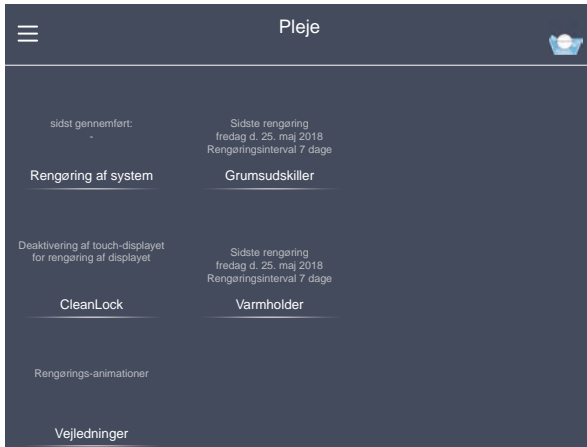 Pleje
sidst gennemført:
-
Rengøring af system
Sidste rengøring
fredag d. 25. maj 2018
Rengøringsinterval 7 dage
Grumsudskiller
Deaktivering af touch-displayet
for rengøring af displayet
CleanLock
Sidste rengøring
fredag d. 25. maj 2018
Rengøringsinterval 7 dage
Varmholder
Rengørings-animationer
Vejledninger